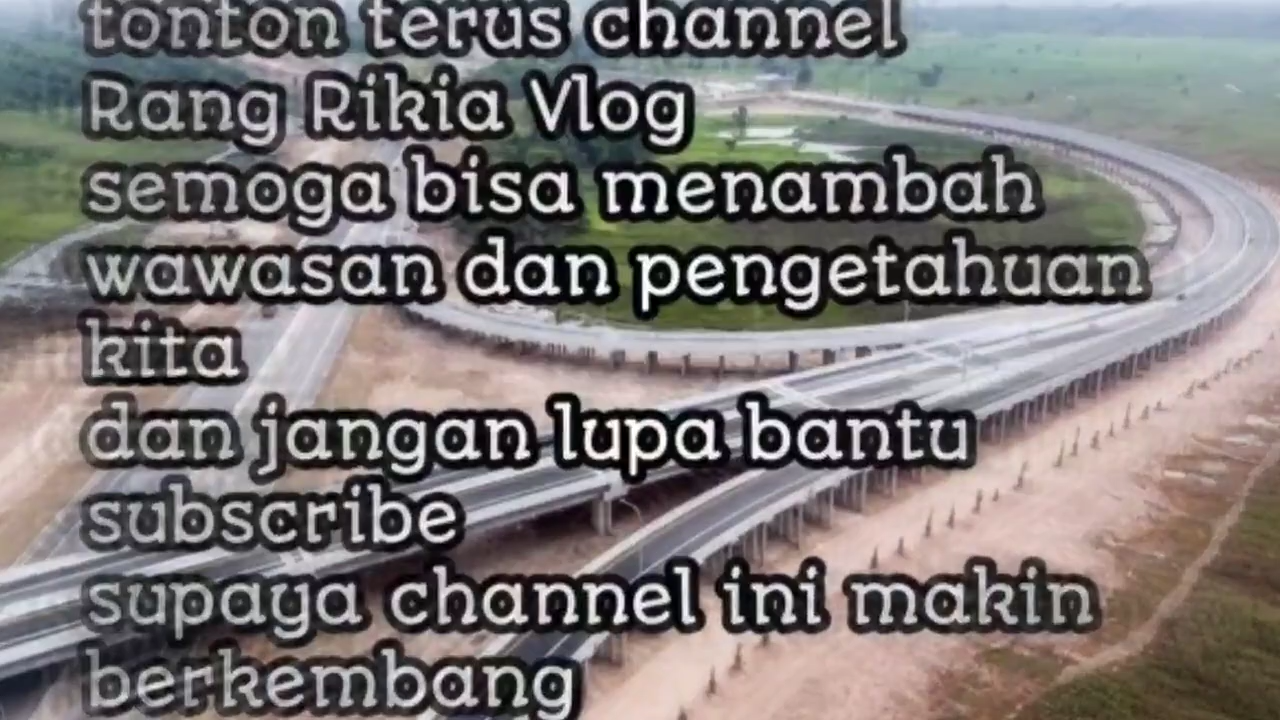 tonton terus channel
Rang Rikia Vlog
semoga bisa menambah
wawasan dan pengetahuan
kita
dan jangan lupa bantu
subscribe
supaya channel ini makin
berkembang